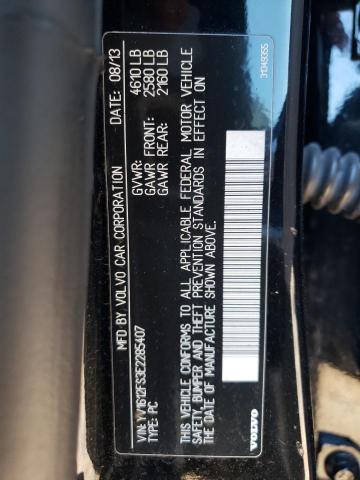 MFD BY VOLVO CAR CORPORATION DATE: 08/13
GVWR: 4610 LB
GAWR FRONT: 2580 LB
GAWR REAR: 2160 LB
VIN: YV1612FS3E2285407
TYPE: PC
THIS VEHICLE CONFORMS TO ALL APPLICABLE FEDERAL MOTOR VEHICLE
SAFETY, BUMPER AND THEFT PREVENTION STANDARDS IN EFFECT ON
THE DATE OF MANUFACTURE SHOWN ABOVE.
VOLVO
31349355